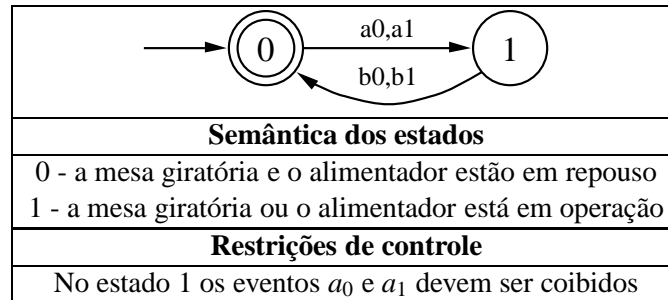 a0,a1
0
1
b0,b1
Semântica dos estados
0 - a mesa giratória e o alimentador estão em repouso
1 - a mesa giratória ou o alimentador está em operação
Restrições de controle
No estado 1 os eventos a₀ e a₁ devem ser coibidos